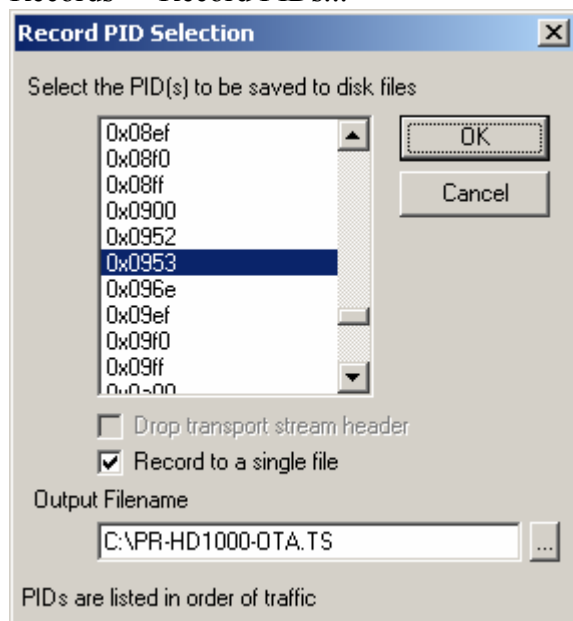 Record PID Selection
Select the PID(s) to be saved to disk files
0x08ef
0x08f0
0x08ff
0x0900
0x0952
0x0953
0x096e
0x09ef
0x09f0
0x09ff
OK
Cancel
Drop transport stream header
Record to a single file
Output Filename
C:\PR-HD1000-OTA.TS
...
PIDs are listed in order of traffic